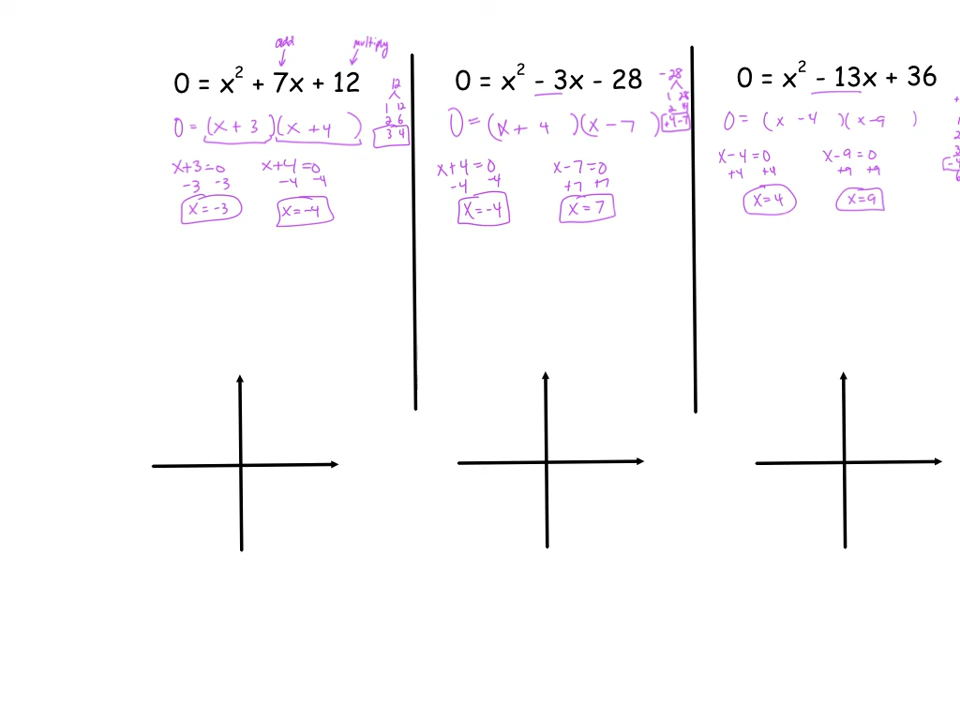 add multiply
0 = x² + 7x + 12
12
1 12
2 6
3 4
0 = (x + 3)(x + 4)
x+3=0 x+4=0
-3 -3 -4 -4
x=-3 x=-4
0 = x² - 3x - 28
-28
1 28
2 14
+4 -7
0 = (x + 4)(x - 7)
x+4=0 x-7=0
-4 -4 +7 +7
x=-4 x=7
0 = x² - 13x + 36
0 = (x - 4)(x - 9)
x-4=0 x-9=0
+4 +4 +9 +9
x=4 x=9